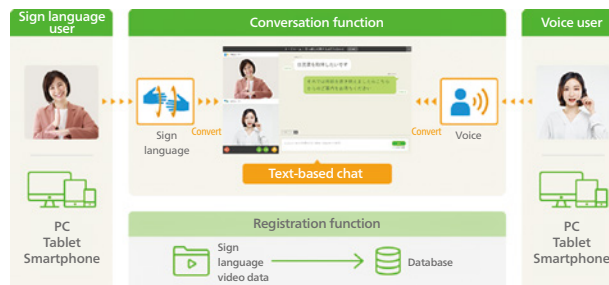 Sign language
user
Conversation function
Voice user
Sign
language
Convert
Convert
Voice
Text-based chat
PC
Tablet
Smartphone
Registration function
Sign
language
video data
Database
PC
Tablet
Smartphone